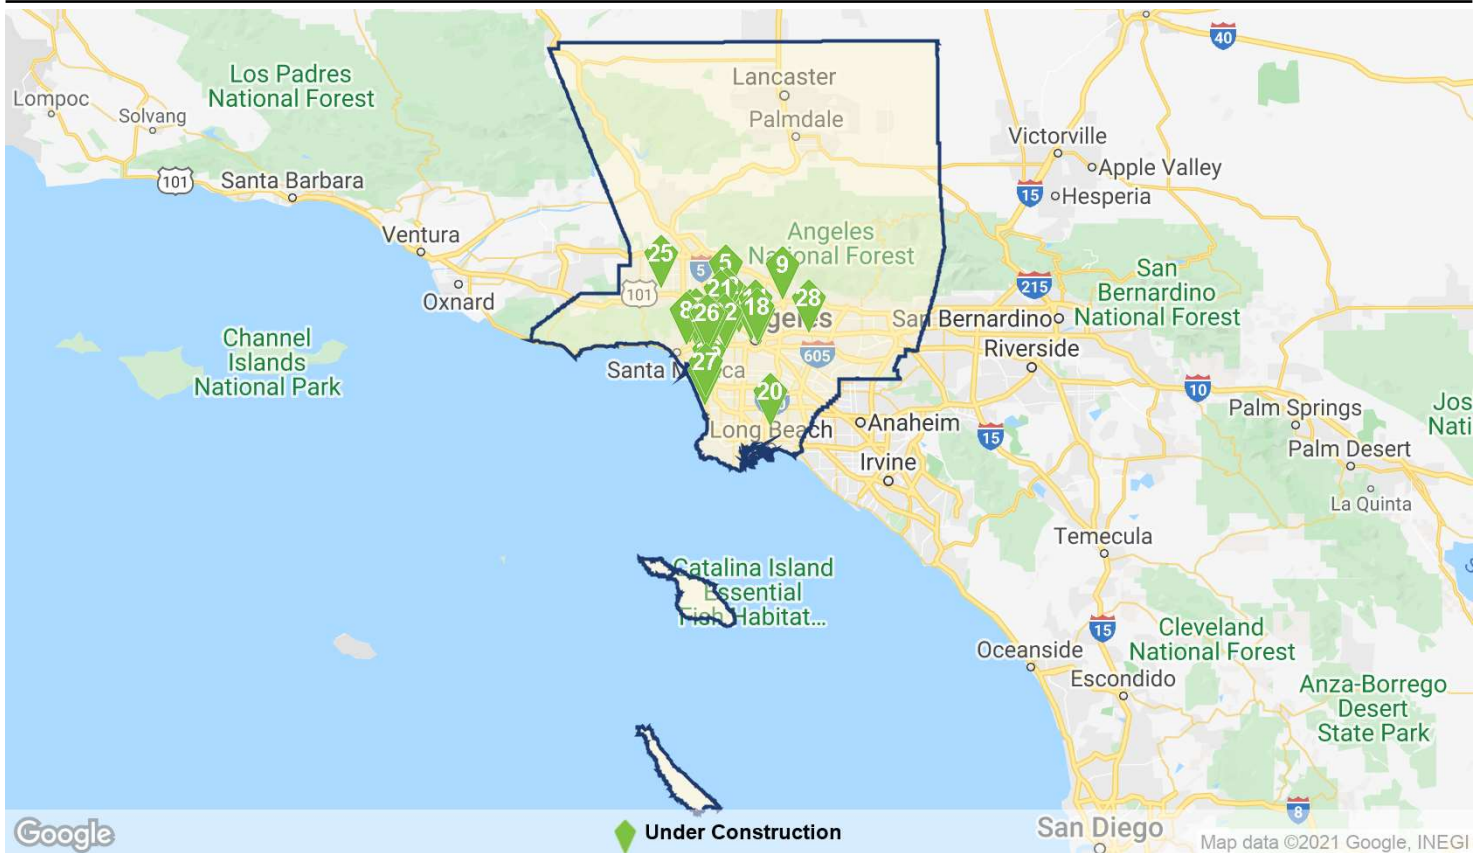 40
Los Padres
National Forest
Lancaster
Lompoc
Solvang
Palmdale
Victorville
Apple Valley
101
Santa Barbara
15
Hesperia
Ventura
Angeles
National Forest
25
5
5
9
San
Bernardino
National Forest
215
101
21
28
Oxnard
8
26
2
18
geles
San Bernardino
Channel
Islands
National Park
Riverside
605
Santa M
ca
27
10
20
Palm Springs
Jos
Nati
Long Beach
Anaheim
15
Palm Desert
Irvine
La Quinta
Temecula
Catalina Island
Essential
Fish Habitat...
15
Cleveland
National Forest
Oceanside
Escondido
Anza-Borrego
Desert
State Park
8
Google
Under Construction
San Diego
Map data ©2021 Google, INEGI